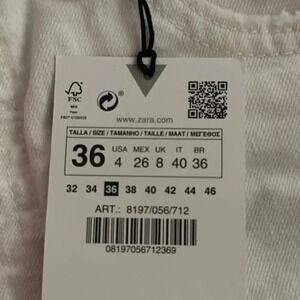 FSC
MIX
www.zara.com
TALLA / SIZE / TAMANHO / TAILLE / MAAT / ΜΕΓΕΘΟΣ
36 USA 4 MEX 26 UK 8 IT 40 BR 36
32 34 36 38 40 42 44 46
ART.: 8197/056/712
08197056712369